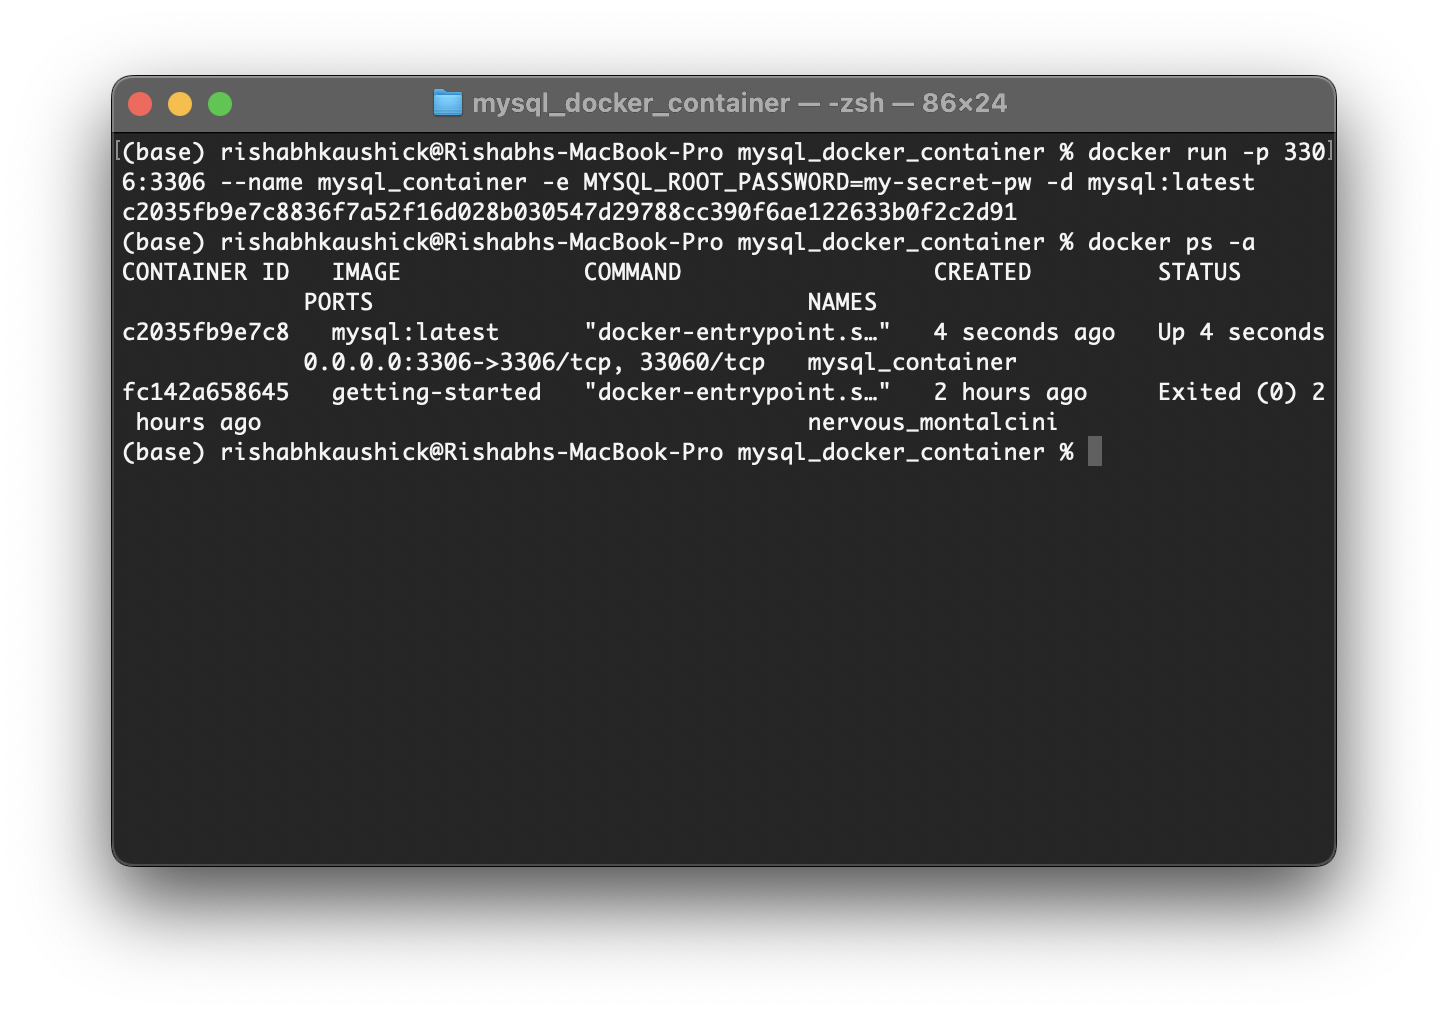 mysql_docker_container — -zsh — 86×24
(base) rishabhkaushick@Rishabhs-MacBook-Pro mysql_docker_container % docker run -p 330
6:3306 --name mysql_container -e MYSQL_ROOT_PASSWORD=my-secret-pw -d mysql:latest
c2035fb9e7c8836f7a52f16d028b030547d29788cc390f6ae122633b0f2c2d91
(base) rishabhkaushick@Rishabhs-MacBook-Pro mysql_docker_container % docker ps -a
CONTAINER ID   IMAGE             COMMAND                  CREATED         STATUS
             PORTS                               NAMES
c2035fb9e7c8   mysql:latest      "docker-entrypoint.s…"   4 seconds ago   Up 4 seconds
             0.0.0.0:3306->3306/tcp, 33060/tcp   mysql_container
fc142a658645   getting-started   "docker-entrypoint.s…"   2 hours ago     Exited (0) 2
 hours ago                                       nervous_montalcini
(base) rishabhkaushick@Rishabhs-MacBook-Pro mysql_docker_container %